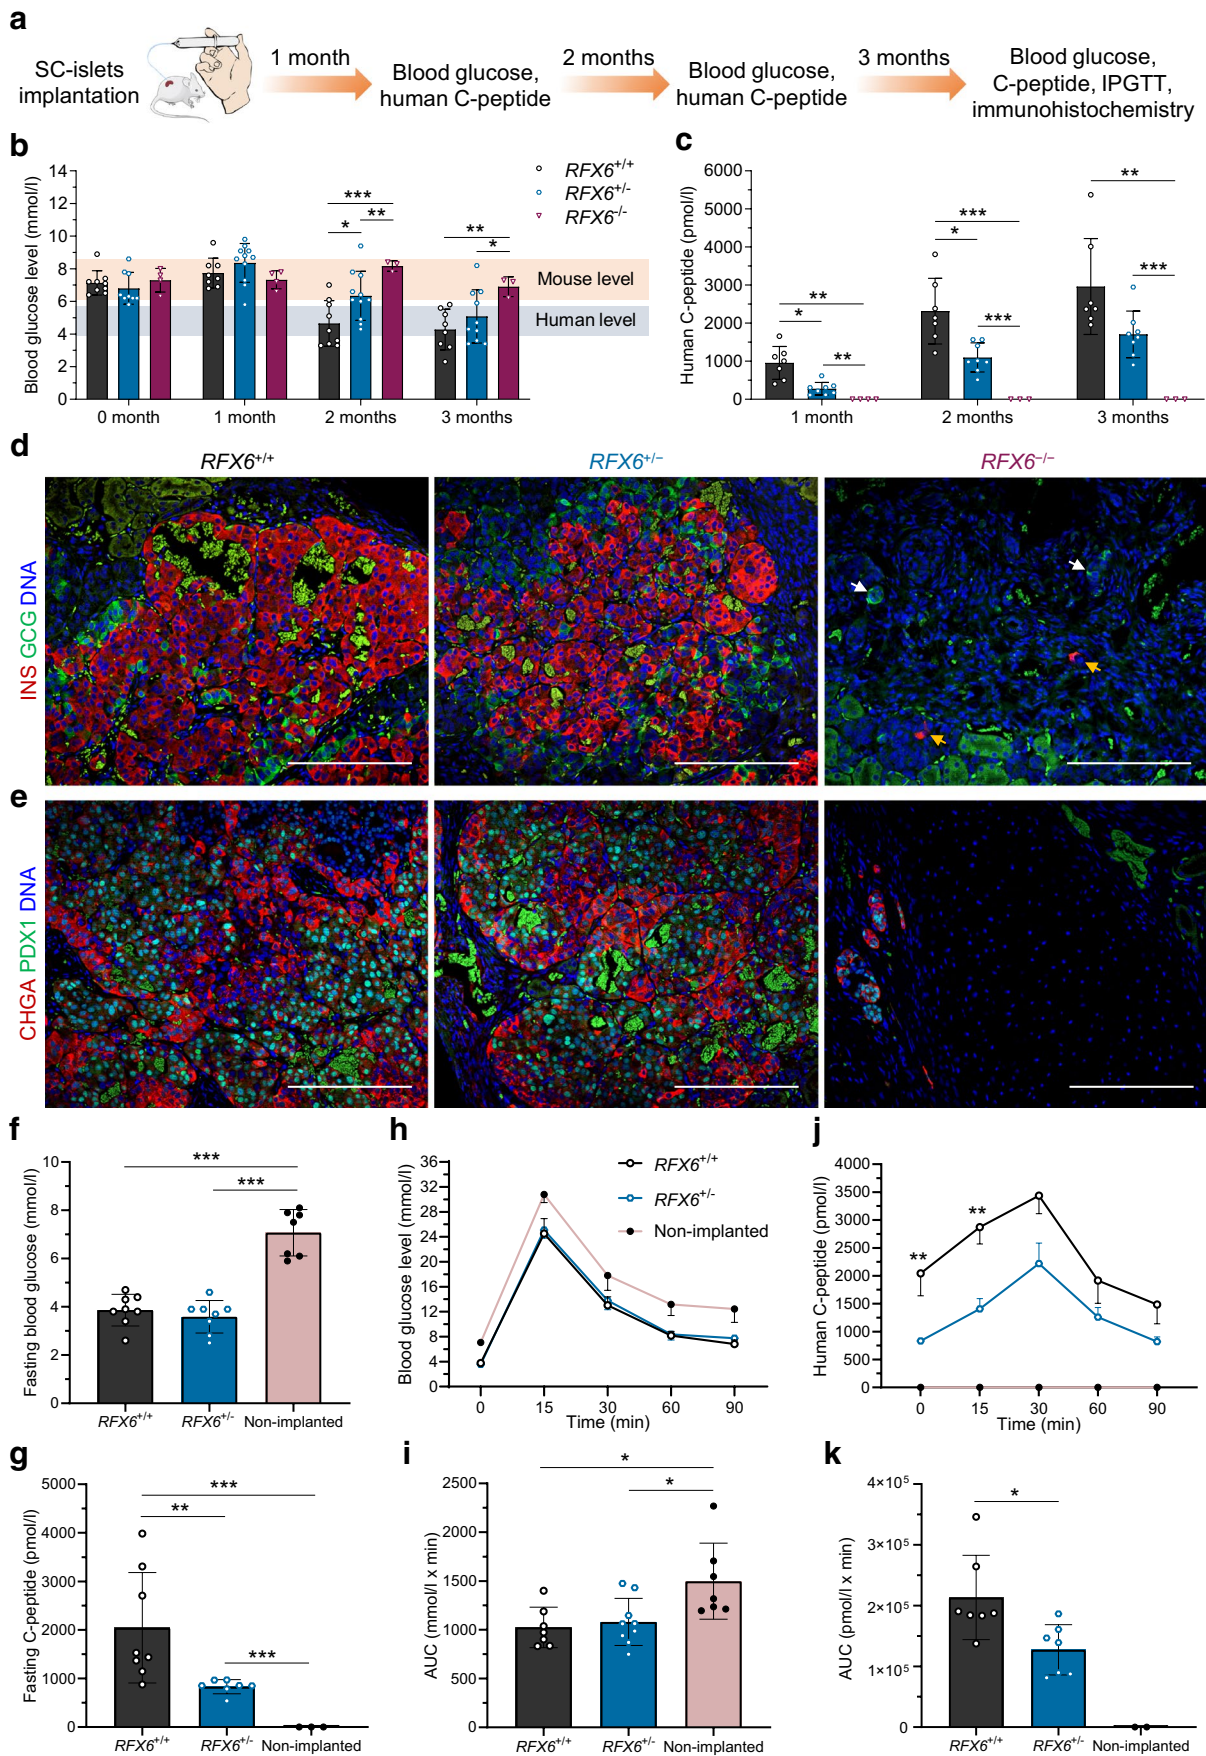 a
SC-islets
implantation
1 month
Blood glucose,
human C-peptide
2 months
Blood glucose,
human C-peptide
3 months
Blood glucose,
C-peptide, IPGTT,
immunohistochemistry
b
Blood glucose level (mmol/l)
14
12
10
8
6
4
2
0
0 month
1 month
2 months
3 months
***
**
*
**
*
RFX6+/+
RFX6+/-
RFX6-/-
Mouse level
Human level
c
Human C-peptide (pmol/l)
6000
5000
4000
3000
2000
1000
0
1 month
2 months
3 months
**
*
**
***
*
***
**
***
d
RFX6+/+
RFX6+/−
RFX6−/−
INS GCG DNA
e
CHGA PDX1 DNA
f
Fasting blood glucose (mmol/l)
10
8
6
4
2
0
***
***
RFX6+/+
RFX6+/-
Non-implanted
h
Blood glucose level (mmol/l)
36
32
28
24
20
16
12
8
4
0
0
15
30
60
90
Time (min)
RFX6+/+
RFX6+/-
Non-implanted
j
Human C-peptide (pmol/l)
4000
3500
3000
2500
2000
1500
1000
500
0
**
**
0
15
30
60
90
Time (min)
g
Fasting C-peptide (pmol/l)
5000
4000
3000
2000
1000
0
***
**
***
RFX6+/+
RFX6+/-
Non-implanted
i
AUC (mmol/l x min)
2500
2000
1500
1000
500
0
*
*
RFX6+/+
RFX6+/-
Non-implanted
k
AUC (pmol/l x min)
4×10⁵
3×10⁵
2×10⁵
1×10⁵
0
*
RFX6+/+
RFX6+/-
Non-implanted